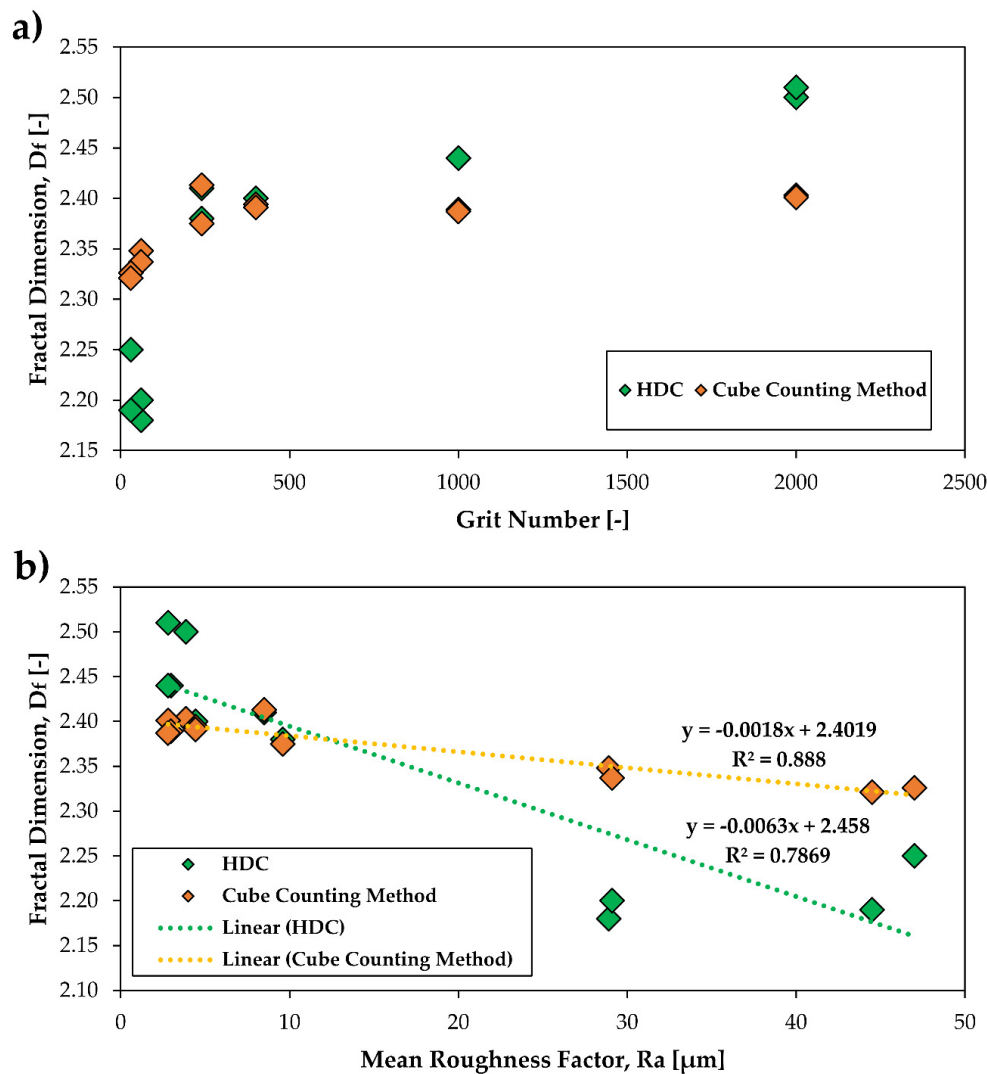 a)
2.55
2.50
2.45
2.40
2.35
2.30
2.25
2.20
2.15
Fractal Dimension, Df [-]
HDC
Cube Counting Method
0
500
1000
1500
2000
2500
Grit Number [-]
b)
2.55
2.50
2.45
2.40
2.35
2.30
2.25
2.20
2.15
2.10
Fractal Dimension, Df [-]
y = -0.0018x + 2.4019
R² = 0.888
y = -0.0063x + 2.458
R² = 0.7869
HDC
Cube Counting Method
Linear (HDC)
Linear (Cube Counting Method)
0
10
20
30
40
50
Mean Roughness Factor, Ra [µm]